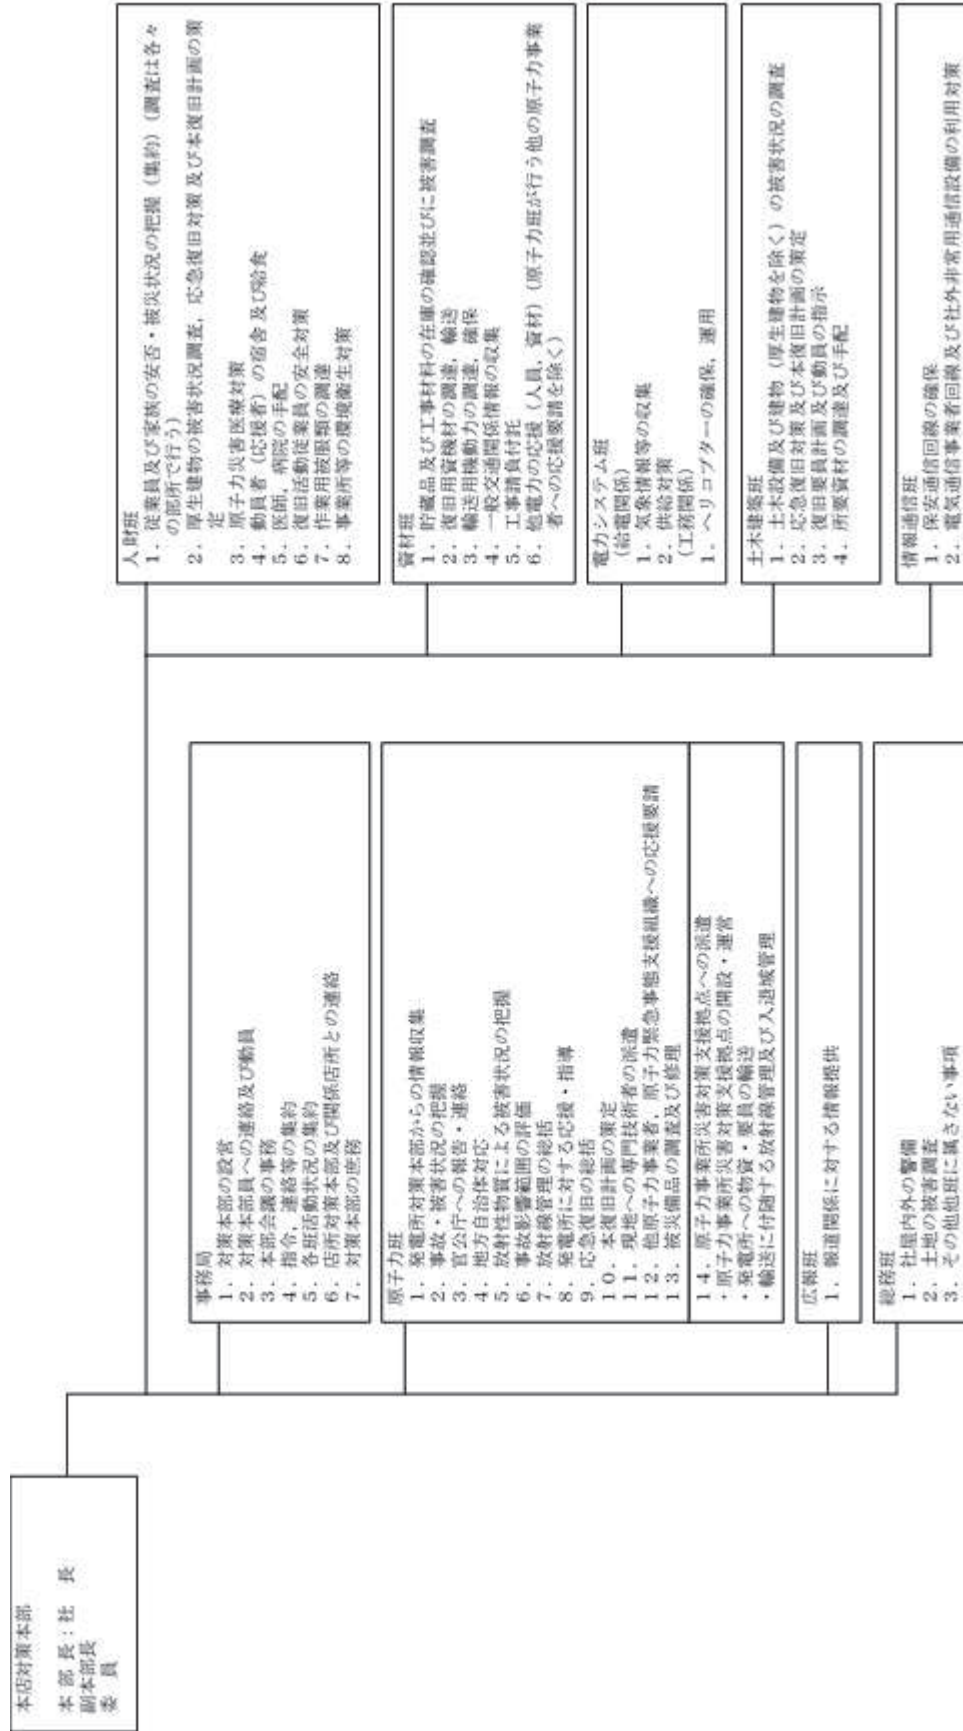 本店対策本部
本 部 長：社　長
副本部長
委　員
事務局
1．対策本部の設営
2．対策本部員への連絡及び動員
3．本部会議の事務
4．指令，連絡等の集約
5．各班活動状況の集約
6．店所対策本部及び関係店所との連絡
7．対策本部の庶務
原子力班
1．発電所対策本部からの情報収集
2．事故・被害状況の把握
3．官公庁への報告・連絡
4．地方自治体対応
5．放射性物質による被害状況の把握
6．事故影響範囲の評価
7．放射線管理の総括
8．発電所に対する応援・指導
9．応急復旧の総括
10．本復旧計画の策定
11．現地への専門技術者の派遣
12．他原子力事業者，原子力緊急事態支援組織への応援要請
13．被災備品の調査及び修理
14．原子力事業所災害対策支援拠点への派遣
・原子力事業所災害対策支援拠点の開設・運営
・発電所への物資・要員の輸送
・輸送に付随する放射線管理及び入退域管理
広報班
1．報道関係に対する情報提供
総務班
1．社屋内外の警備
2．土地の被害調査
3．その他他班に属さない事項
人財班
1．従業員及び家族の安否・被災状況の把握（集約）（調査は各々
の部所で行う）
2．厚生建物の被害状況調査，応急復旧対策及び本復旧計画の策
定
3．原子力災害医療対策
4．動員者（応援者）の宿舎及び給食
5．医師，病院の手配
6．復旧活動従業員の安全対策
7．作業用被服類の調達
8．事業所等の環境衛生対策
資材班
1．貯蔵品及び工事材料の在庫の確認並びに被害調査
2．復旧用資機材の調達，輸送
3．輸送用機動力の調達，確保
4．一般交通関係情報の収集
5．工事請負付託
6．他電力の応援（人員，資材）（原子力班が行う他の原子力事業
者への応援要請を除く）
電力システム班
（給電関係）
1．気象情報等の収集
2．供給対策
（工務関係）
1．ヘリコプターの確保，運用
土木建築班
1．土木設備及び建物（厚生建物を除く）の被害状況の調査
2．応急復旧対策及び本復旧計画の策定
3．復旧要員計画及び動員の指示
4．所要資材の調達及び手配
情報通信班
1．保安通信回線の確保
2．電気通信事業者回線及び社外非常用通信設備の利用対策